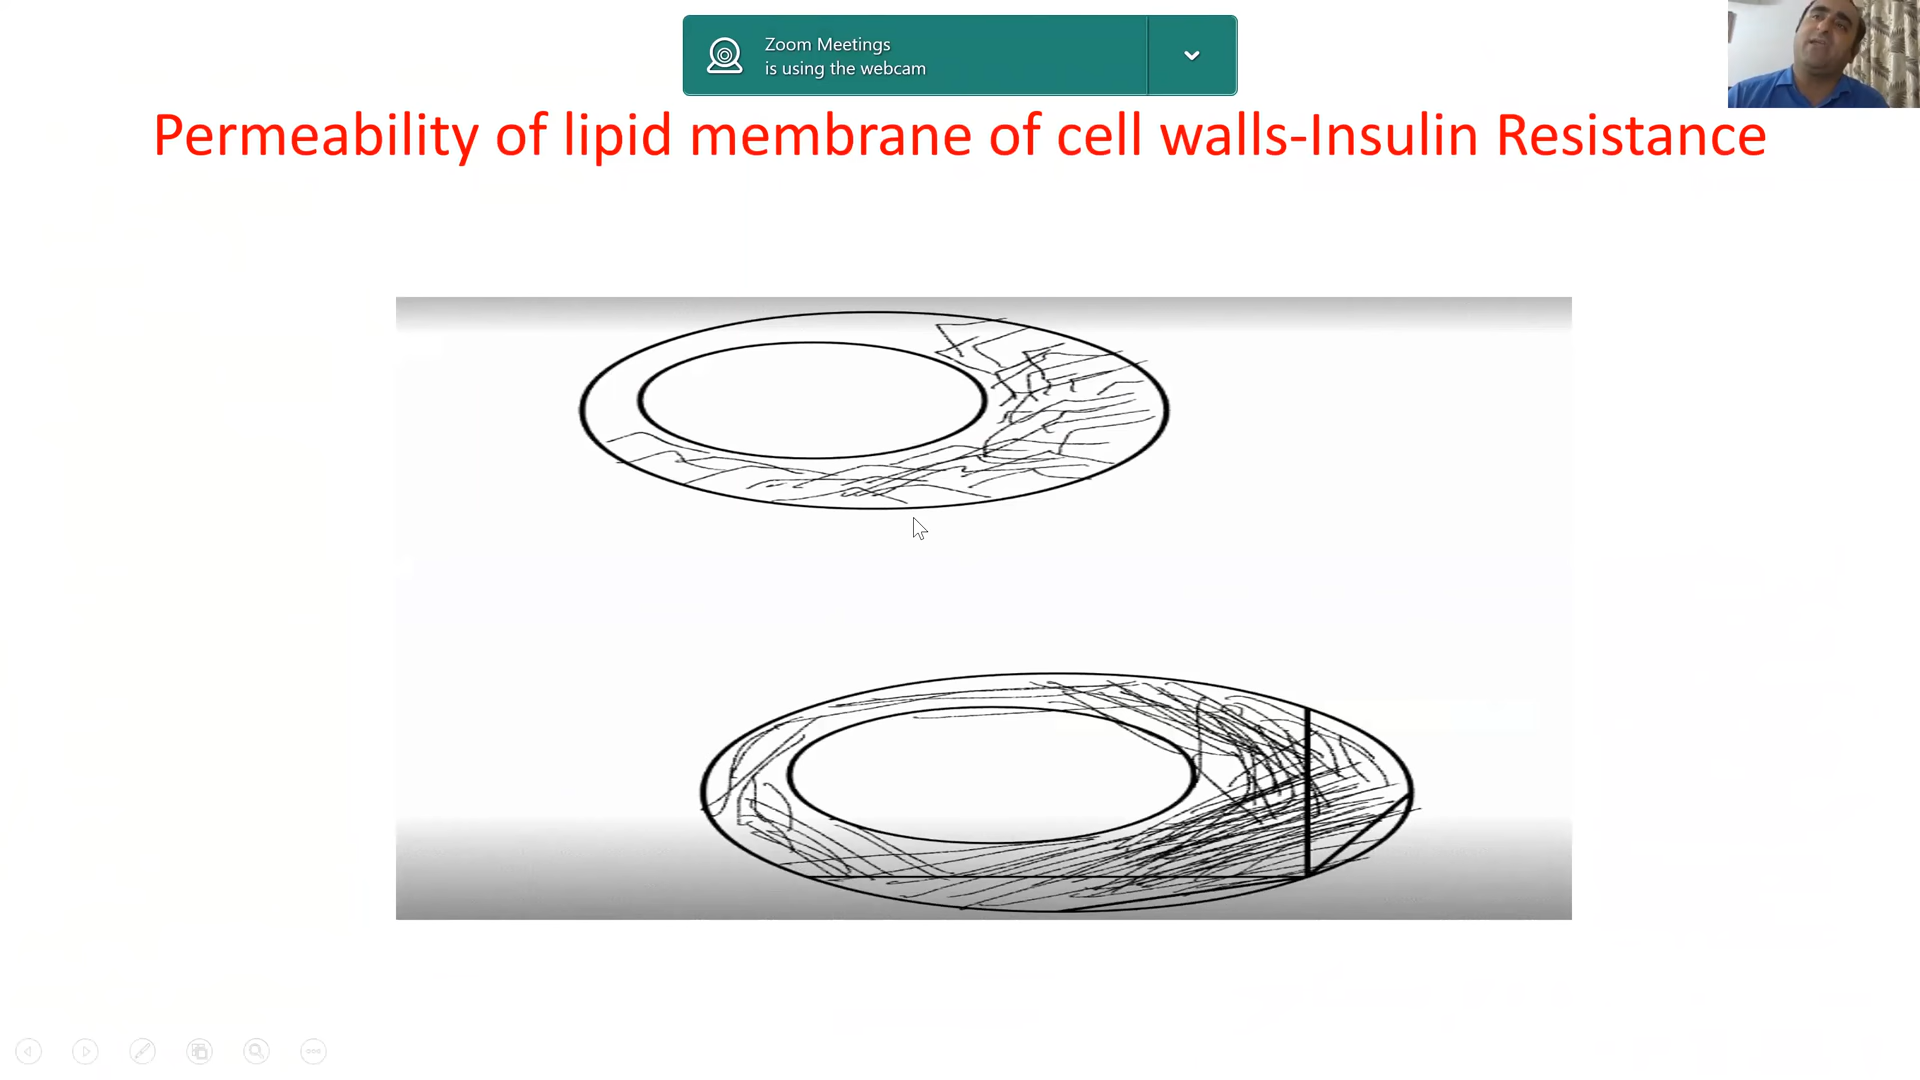 Zoom Meetings
is using the webcam
Permeability of lipid membrane of cell walls-Insulin Resistance